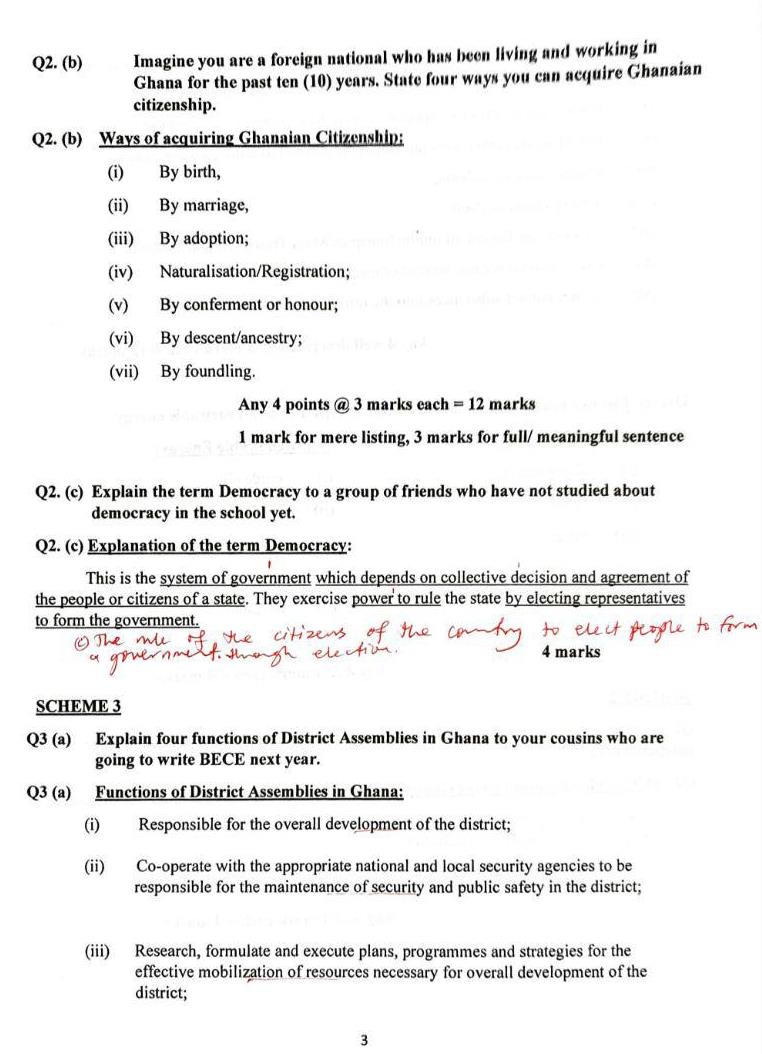 Q2. (b) Imagine you are a foreign national who has been living and working in
Ghana for the past ten (10) years. State four ways you can acquire Ghanaian
citizenship.
Q2. (b) Ways of acquiring Ghanaian Citizenship:
(i) By birth,
(ii) By marriage,
(iii) By adoption;
(iv) Naturalisation/Registration;
(v) By conferment or honour;
(vi) By descent/ancestry;
(vii) By foundling.
Any 4 points @ 3 marks each = 12 marks
1 mark for mere listing, 3 marks for full/ meaningful sentence
Q2. (c) Explain the term Democracy to a group of friends who have not studied about
democracy in the school yet.
Q2. (c) Explanation of the term Democracy:
This is the system of government which depends on collective decision and agreement of
the people or citizens of a state. They exercise power to rule the state by electing representatives
to form the government.
The rule of the citizens of the country to elect people to form
a government through election.
4 marks
SCHEME 3
Q3 (a) Explain four functions of District Assemblies in Ghana to your cousins who are
going to write BECE next year.
Q3 (a) Functions of District Assemblies in Ghana:
(i) Responsible for the overall development of the district;
(ii) Co-operate with the appropriate national and local security agencies to be
responsible for the maintenance of security and public safety in the district;
(iii) Research, formulate and execute plans, programmes and strategies for the
effective mobilization of resources necessary for overall development of the
district;
3